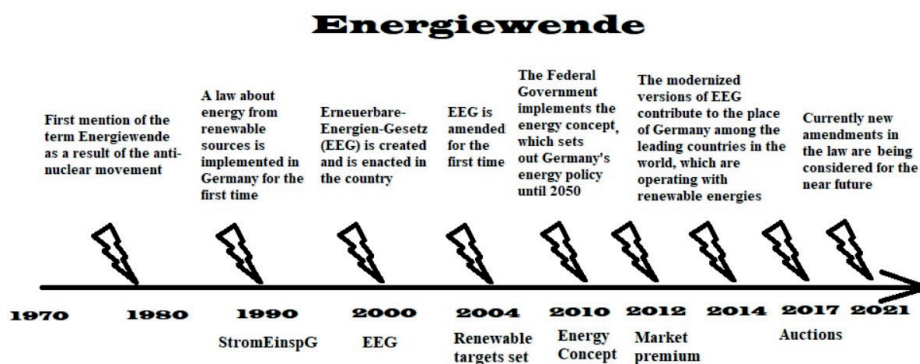 Energiewende
First mention of the
term Energiewende
as a result of the anti-
nuclear movement
A law about
energy from
renewable
sources is
implemented in
Germany for the
first time
Erneuerbare-
Energien-Gesetz
(EEG) is created
and is enacted in
the country
EEG is
amended for
the first time
The Federal
Government
implements the
energy concept,
which sets
out Germany's
energy policy
until 2050
The modernized
versions of EEG
contribute to the place
of Germany among the
leading countries in the
world, which are
operating with
renewable energies
Currently new
amendments in
the law are being
considered for the
near future
1970 1980 1990 2000 2004 2010 2012 2014 2017 2021
StromEinspG
EEG
Renewable
targets set
Energy
Concept
Market
premium
Auctions